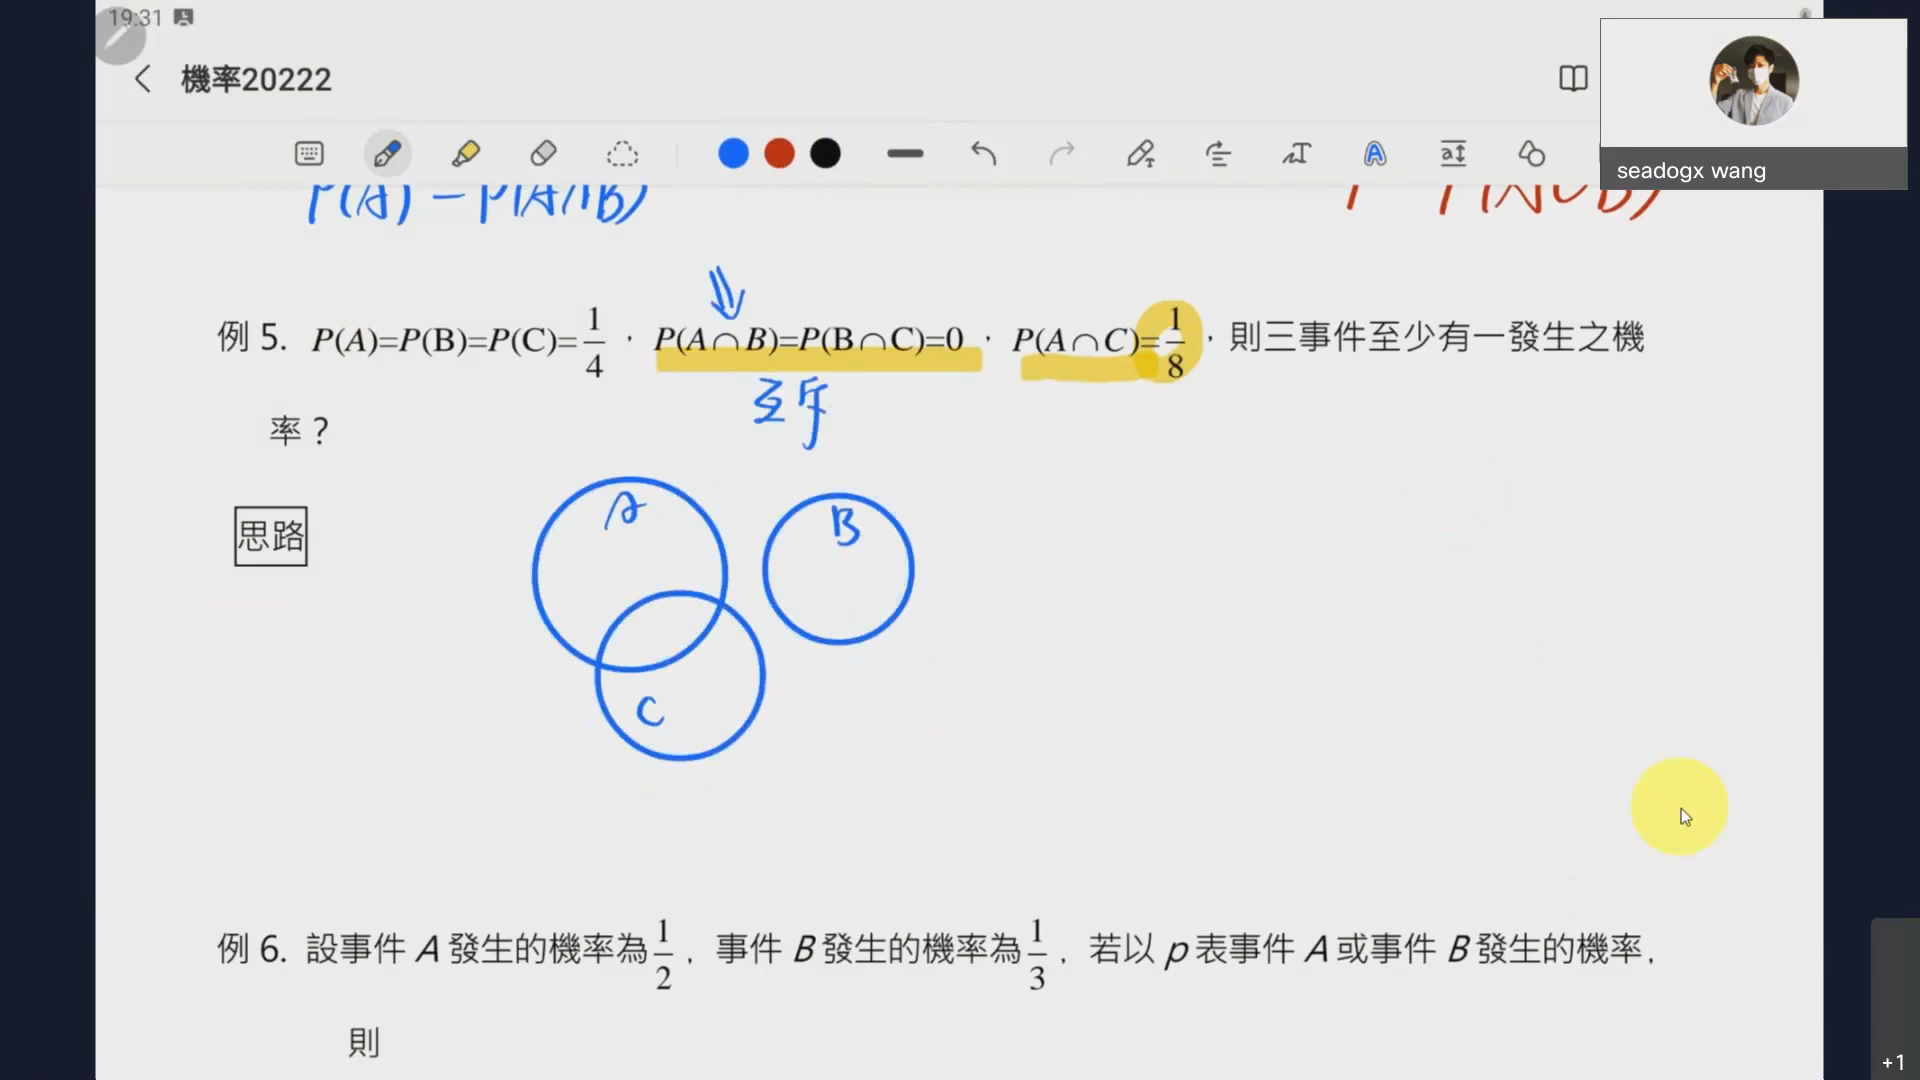 19:31
機率20222
seadogx wang
P(A) - P(A∩B)
1 - P(A∪B)
例 5. P(A)=P(B)=P(C)=1/4,P(A∩B)=P(B∩C)=0,P(A∩C)=1/8,則三事件至少有一發生之機
率?
互斥
思路
A
B
C
例 6. 設事件 A 發生的機率為1/2,事件 B 發生的機率為1/3,若以 p 表事件 A 或事件 B 發生的機率,
則
+1